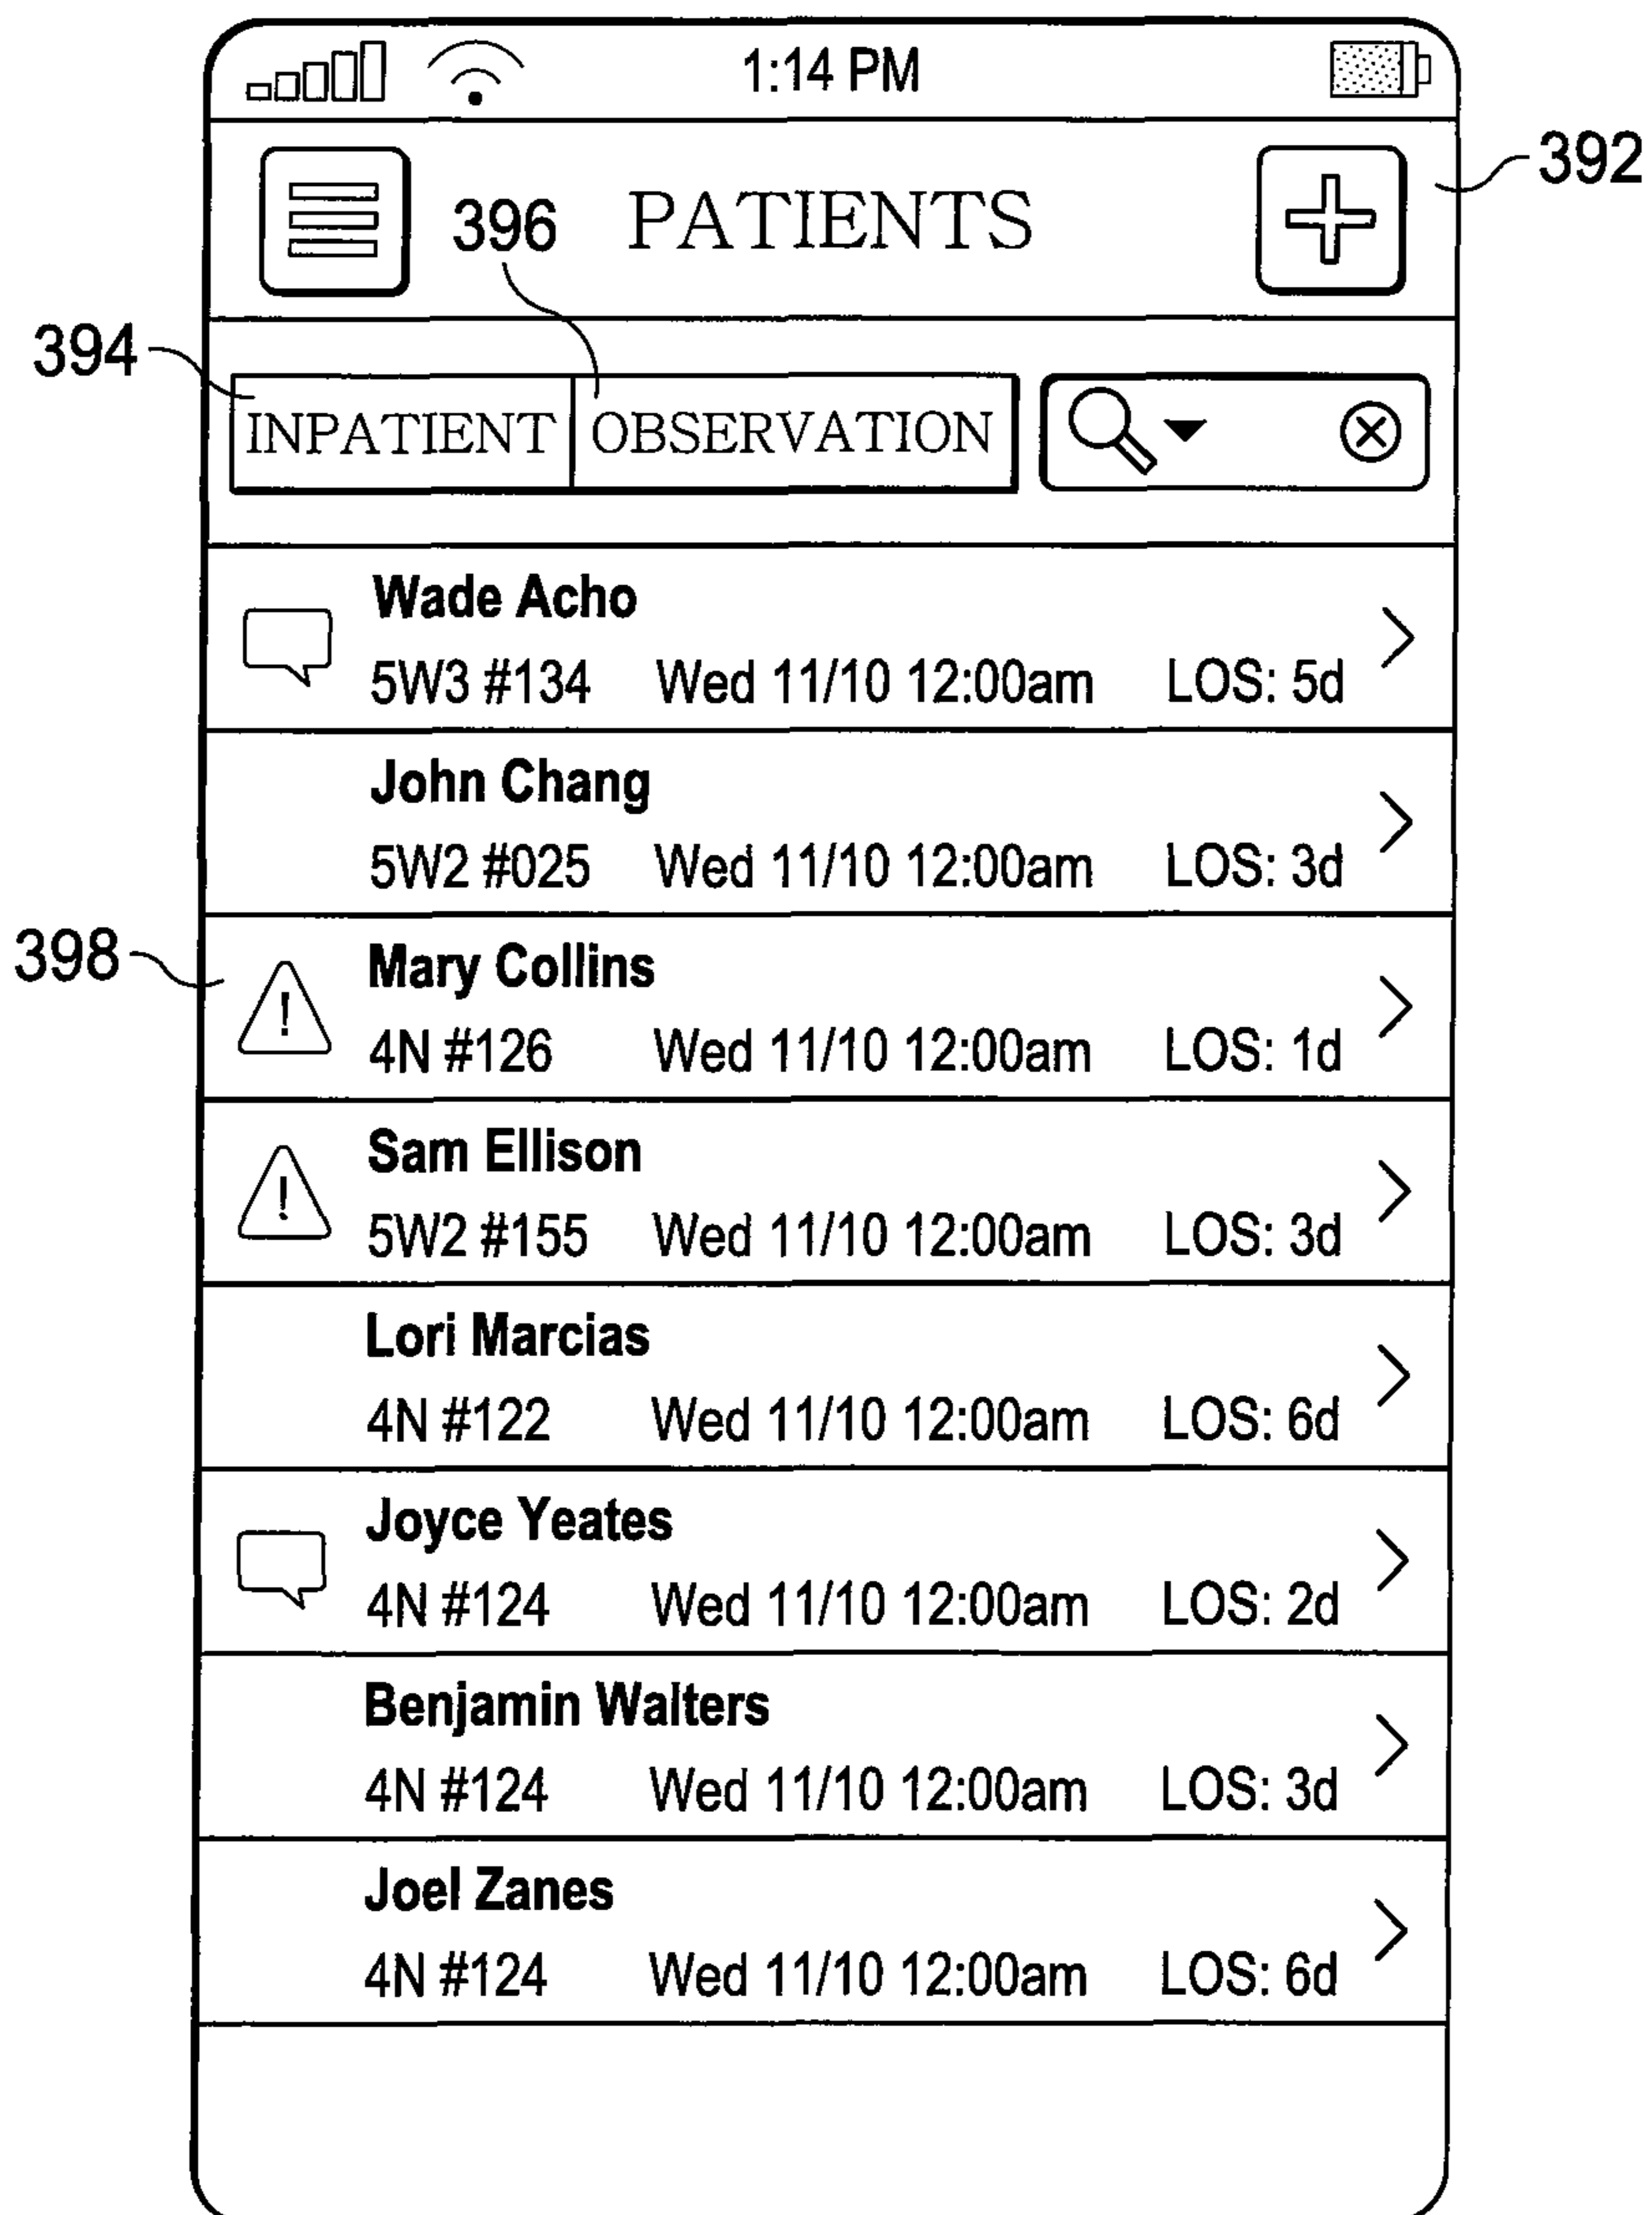 1:14 PM
392
PATIENTS
396
394
INPATIENT OBSERVATION
Wade Acho
5W3 #134 Wed 11/10 12:00am LOS: 5d
John Chang
5W2 #025 Wed 11/10 12:00am LOS: 3d
398
Mary Collins
4N #126 Wed 11/10 12:00am LOS: 1d
Sam Ellison
5W2 #155 Wed 11/10 12:00am LOS: 3d
Lori Marcias
4N #122 Wed 11/10 12:00am LOS: 6d
Joyce Yeates
4N #124 Wed 11/10 12:00am LOS: 2d
Benjamin Walters
4N #124 Wed 11/10 12:00am LOS: 3d
Joel Zanes
4N #124 Wed 11/10 12:00am LOS: 6d